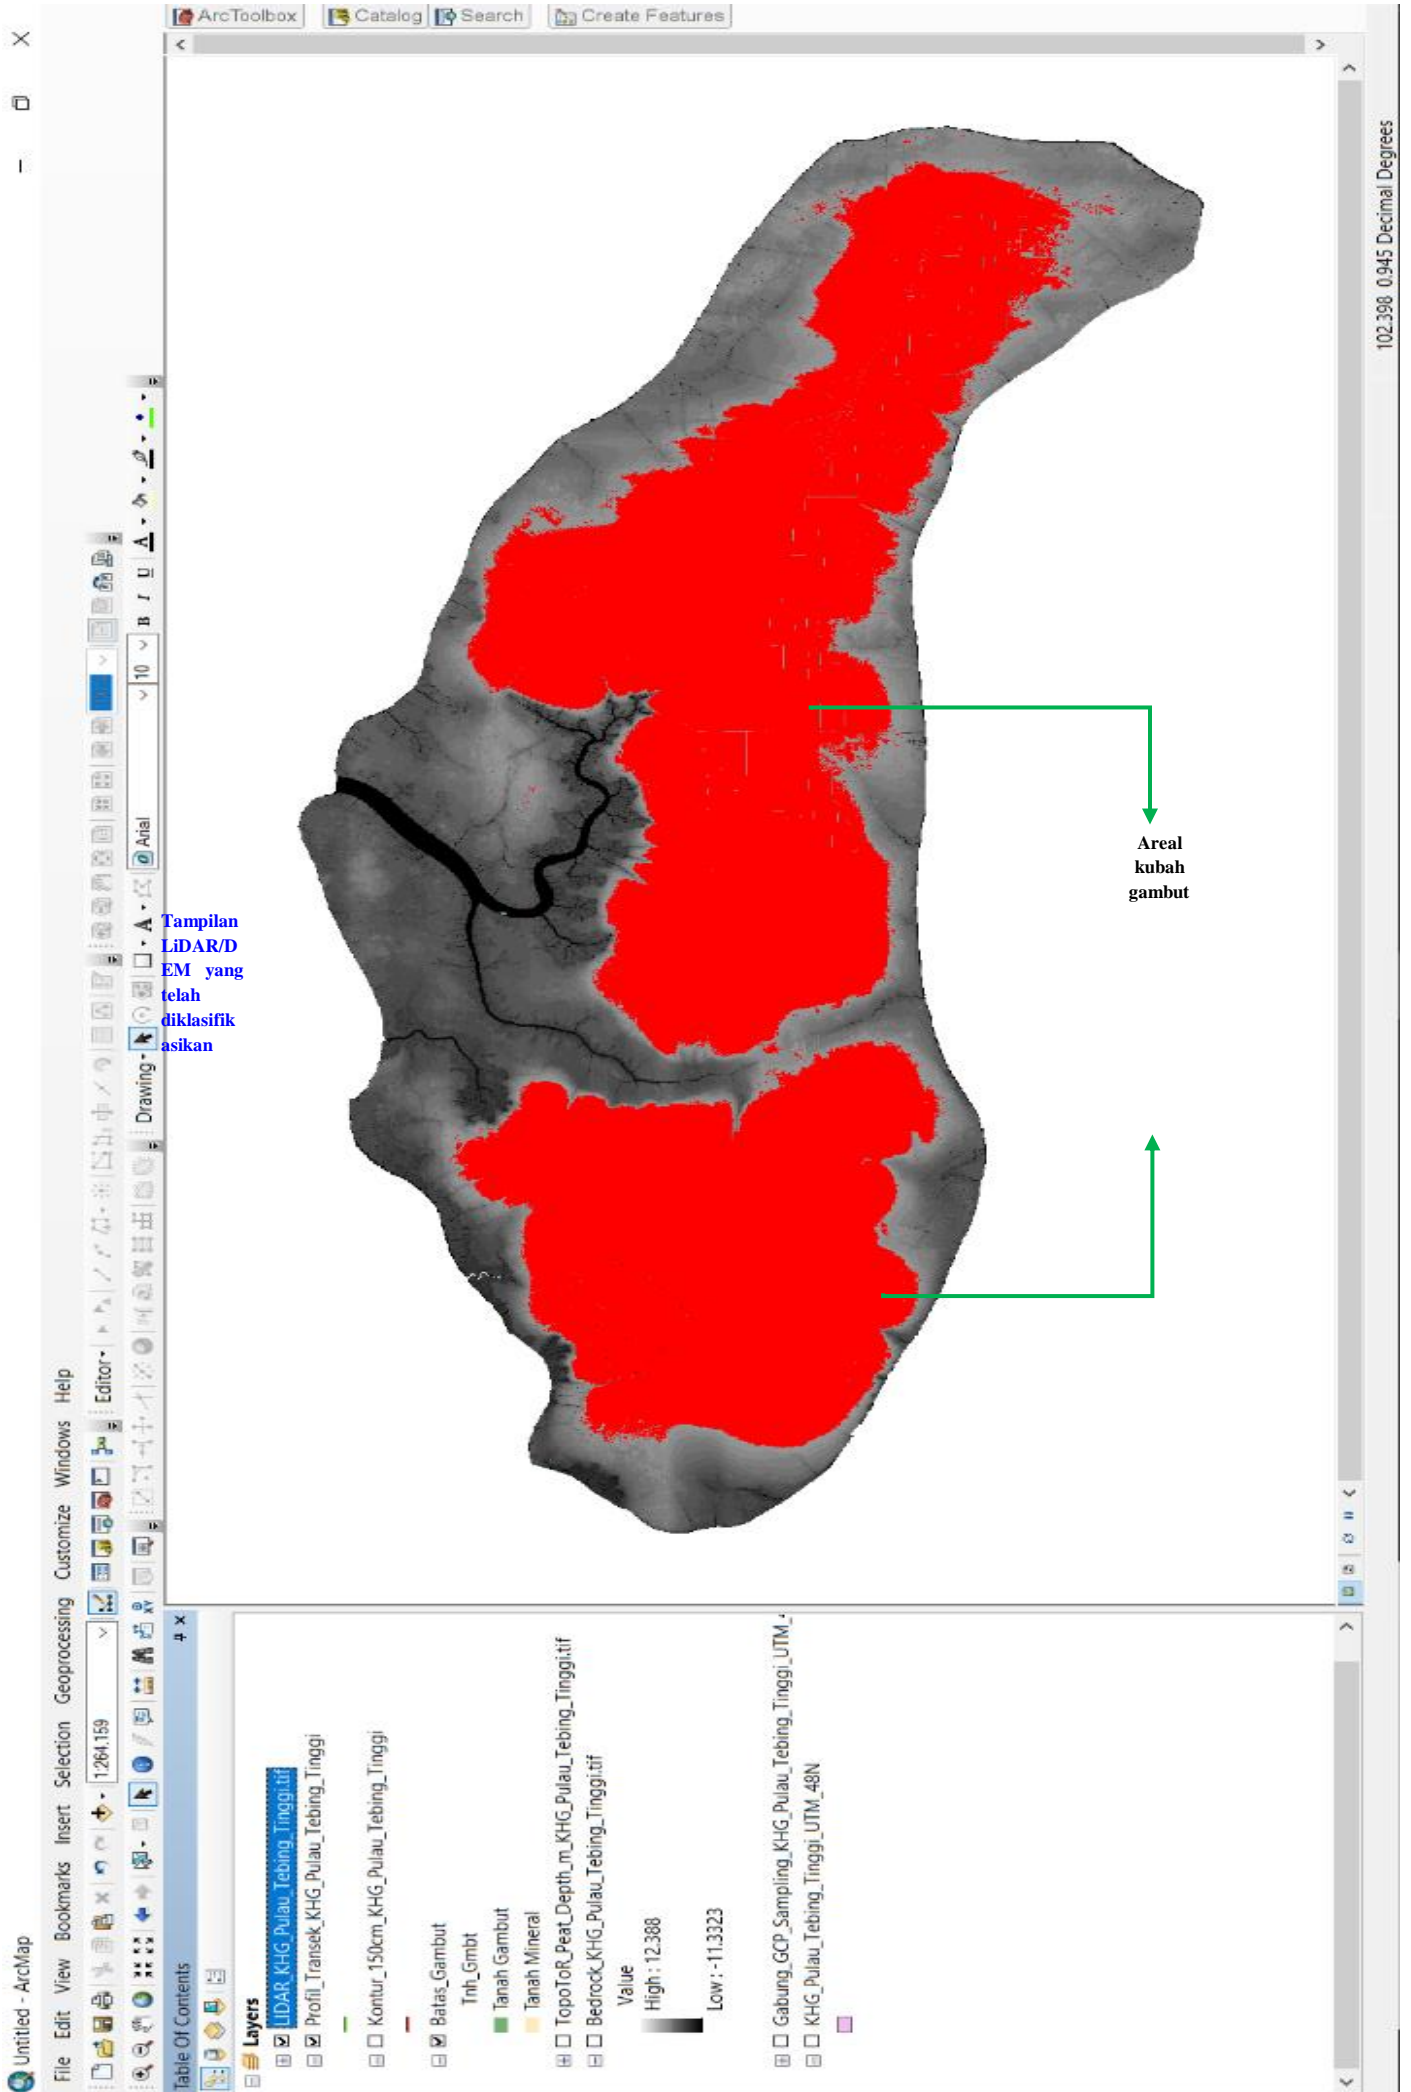 Untitled - ArcMap
File Edit View Bookmarks Insert Selection Geoprocessing Customize Windows Help
1:264.159
Editor
Drawing
Arial
10
B I U
Table Of Contents
Layers
LIDAR_KHG_Pulau_Tebing_Tinggi.tif
Profil_Transek_KHG_Pulau_Tebing_Tinggi
Kontur_150cm_KHG_Pulau_Tebing_Tinggi
Batas_Gambut
Tnh_Gmbt
Tanah Gambut
Tanah Mineral
TopoToR_Peat_Depth_m_KHG_Pulau_Tebing_Tinggi.tif
Bedrock_KHG_Pulau_Tebing_Tinggi.tif
Value
High : 12.388
Low : -11.3323
Gabung_GCP_Sampling_KHG_Pulau_Tebing_Tinggi_UTM_
KHG_Pulau_Tebing_Tinggi_UTM_48N
Tampilan
LiDAR/D
EM yang
telah
diklasifik
asikan
Areal
kubah
gambut
ArcToolbox
Catalog
Search
Create Features
102.398 0.945 Decimal Degrees